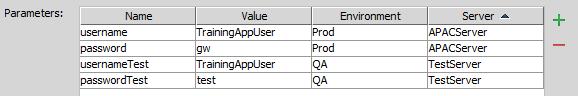 Parameters:
Name Value Environment Server
username TrainingAppUser Prod APACServer
password gw Prod APACServer
usernameTest TrainingAppUser QA TestServer
passwordTest test QA TestServer